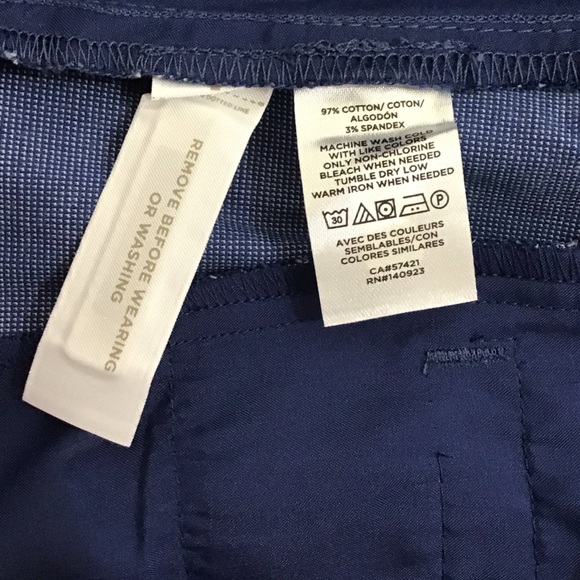 DOTTED LINE
REMOVE BEFORE WEARING
OR WASHING
97% COTTON/ COTON/
ALGODÓN
3% SPANDEX
MACHINE WASH COLD
WITH LIKE COLORS
ONLY NON-CHLORINE
BLEACH WHEN NEEDED
TUMBLE DRY LOW
WARM IRON WHEN NEEDED
30
P
AVEC DES COULEURS
SEMBLABLES/CON
COLORES SIMILARES
CA#57421
RN#140923